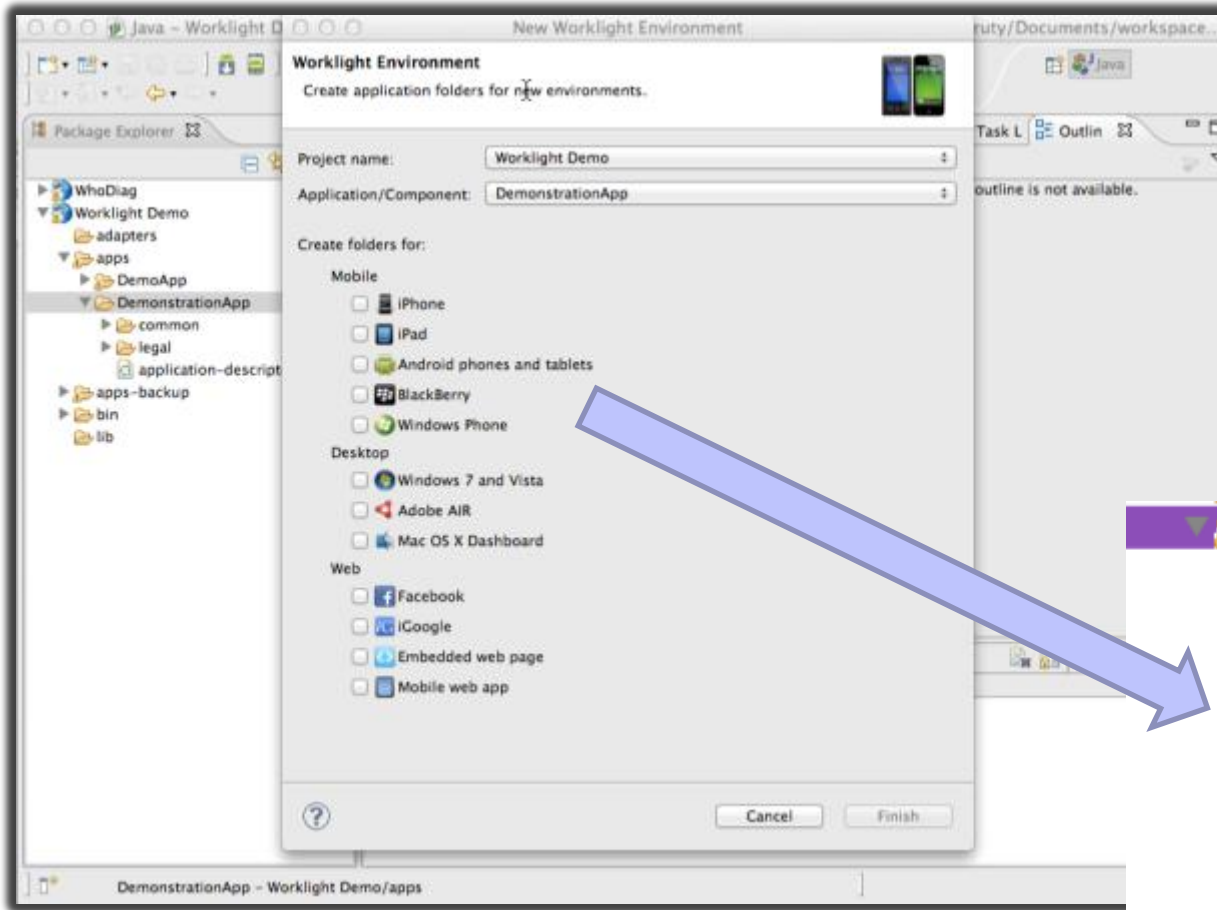 Java - Worklight D
New Worklight Environment
ruty/Documents/workspace...
Worklight Environment
Create application folders for new environments.
Java
Package Explorer
Task L
Outlin
Project name:
Worklight Demo
Application/Component:
DemonstrationApp
outline is not available.
WhoDiag
Worklight Demo
adapters
apps
DemoApp
DemonstrationApp
common
legal
application-descript
apps-backup
bin
lib
Create folders for:
Mobile
iPhone
iPad
Android phones and tablets
BlackBerry
Windows Phone
Desktop
Windows 7 and Vista
Adobe AIR
Mac OS X Dashboard
Web
Facebook
iGoogle
Embedded web page
Mobile web app
?
Cancel
Finish
DemonstrationApp - Worklight Demo/apps